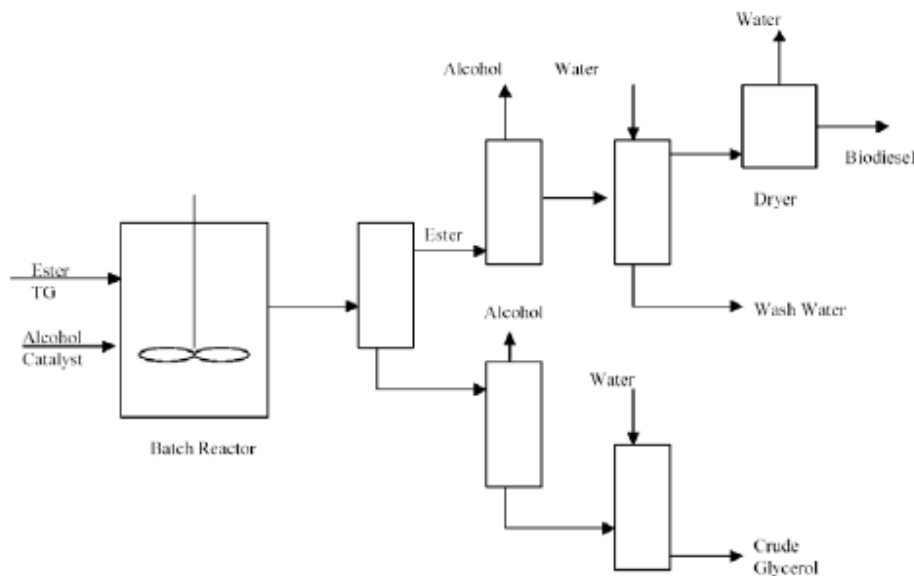 Water
Alcohol
Water
Biodiesel
Dryer
Ester
Ester
TG
Wash Water
Alcohol
Alcohol
Catalyst
Water
Batch Reactor
Crude
Glycerol